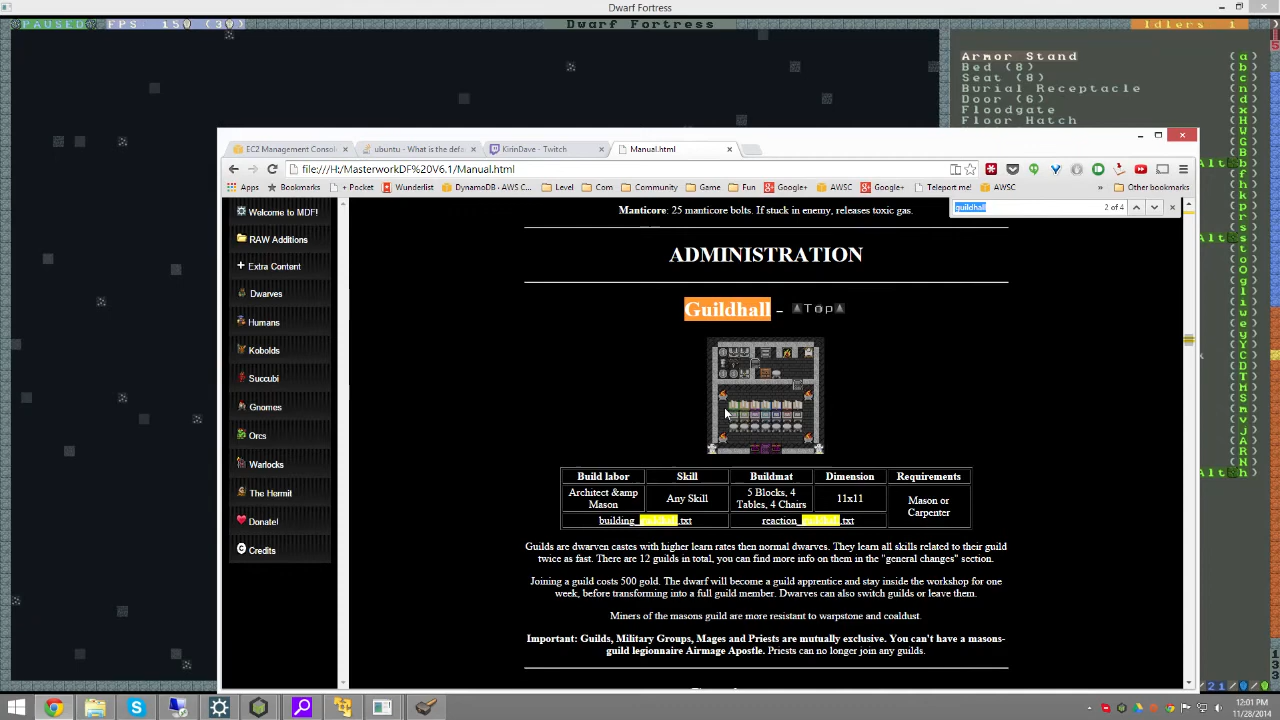 Dwarf Fortress
PAUSED FPS: 15 (3) Dwarf Fortress Idlers 1
Armor Stand (a)
Bed (8) (b)
Seat (8) (c)
Burial Receptacle (n)
Door (6) (d)
Floodgate (x)
Floor Hatch (H)
EC2 Management Consol
ubuntu - What is the defa
KirinDave - Twitch
Manual.html
file:///H:/MasterworkDF%20V6.1/Manual.html
Apps Bookmarks + Pocket Wunderlist DynamoDB - AWS C... Level Com Community Game Fun Google+ AWSC Google+ Teleport me! AWSC » Other bookmarks
guildhall 2 of 4
Welcome to MDF!
RAW Additions
Extra Content
Dwarves
Humans
Kobolds
Succubi
Gnomes
Orcs
Warlocks
The Hermit
Donate!
Credits
Manticore: 25 manticore bolts. If stuck in enemy, releases toxic gas.
ADMINISTRATION
Guildhall - Top
Build labor Skill Buildmat Dimension Requirements
Architect &amp Mason Any Skill 5 Blocks, 4 Tables, 4 Chairs 11x11 Mason or Carpenter
building_guildhall.txt reaction_guildhall.txt
Guilds are dwarven castes with higher learn rates then normal dwarves. They learn all skills related to their guild
twice as fast. There are 12 guilds in total, you can find more info on them in the "general changes" section.
Joining a guild costs 500 gold. The dwarf will become a guild apprentice and stay inside the workshop for one
week, before transforming into a full guild member. Dwarves can also switch guilds or leave them.
Miners of the masons guild are more resistant to warpstone and coaldust.
Important: Guilds, Military Groups, Mages and Priests are mutually exclusive. You can't have a masons-
guild legionnaire Airmage Apostle. Priests can no longer join any guilds.
12:01 PM
11/28/2014